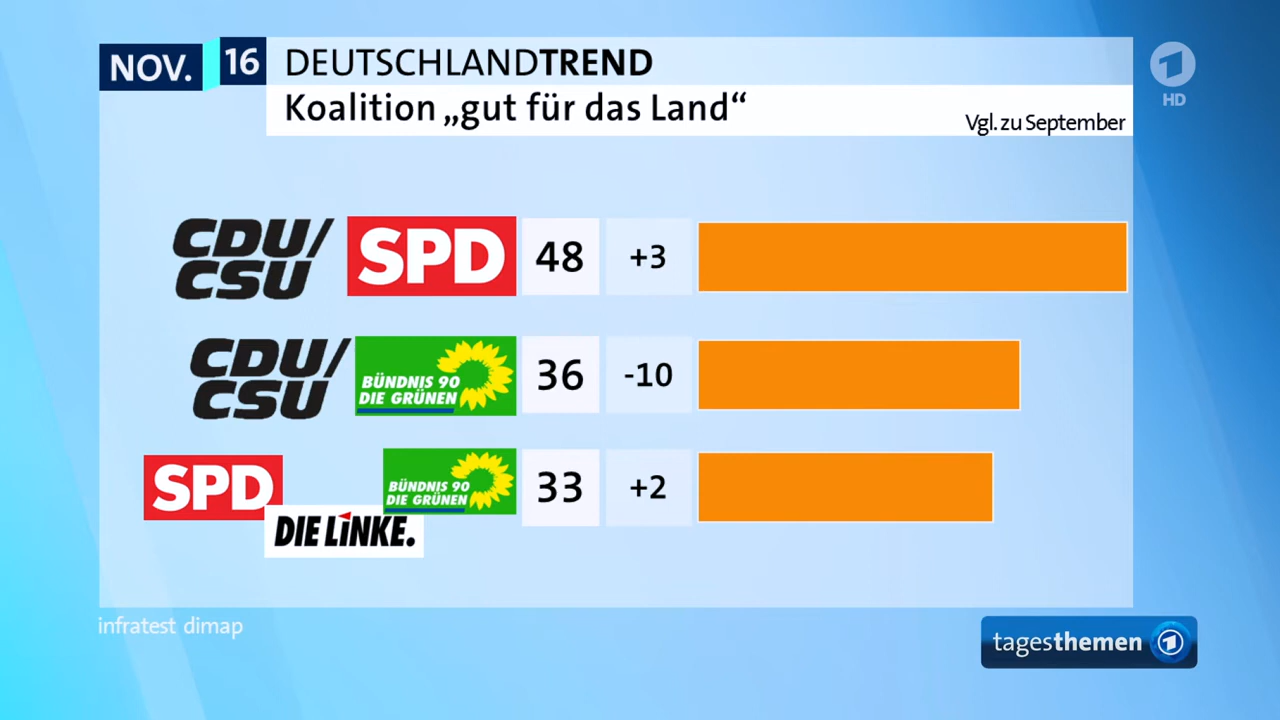 NOV. 16 DEUTSCHLANDTREND
Koalition „gut für das Land“
Vgl. zu September
HD
CDU/
CSU
SPD
48
+3
CDU/
CSU
BÜNDNIS 90
DIE GRÜNEN
36
-10
SPD
DIE LiNKE.
BÜNDNIS 90
DIE GRÜNEN
33
+2
infratest dimap
tagesthemen